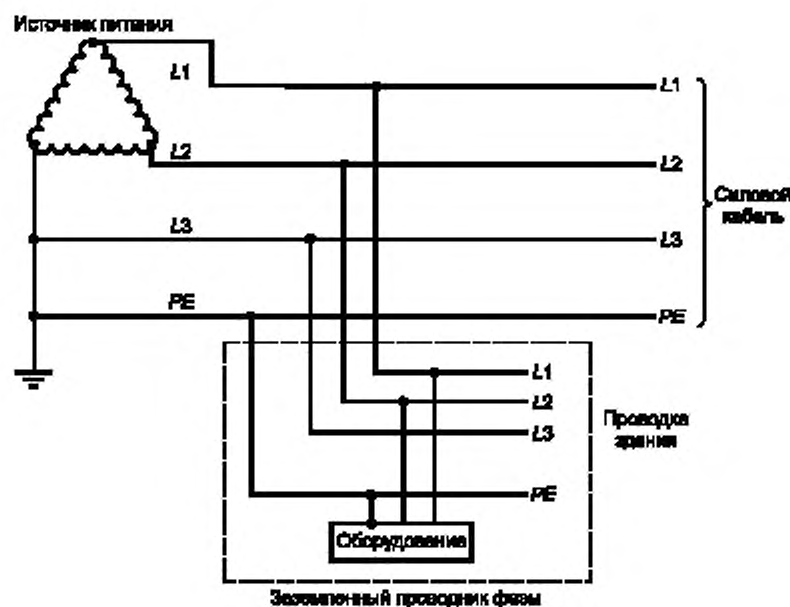 Источник питания
L1
L1
L2
L2
Силовой
кабель
L3
L3
PE
PE
L1
L2
L3
Проводка
здания
PE
Оборудование
Заземленный проводник фазы